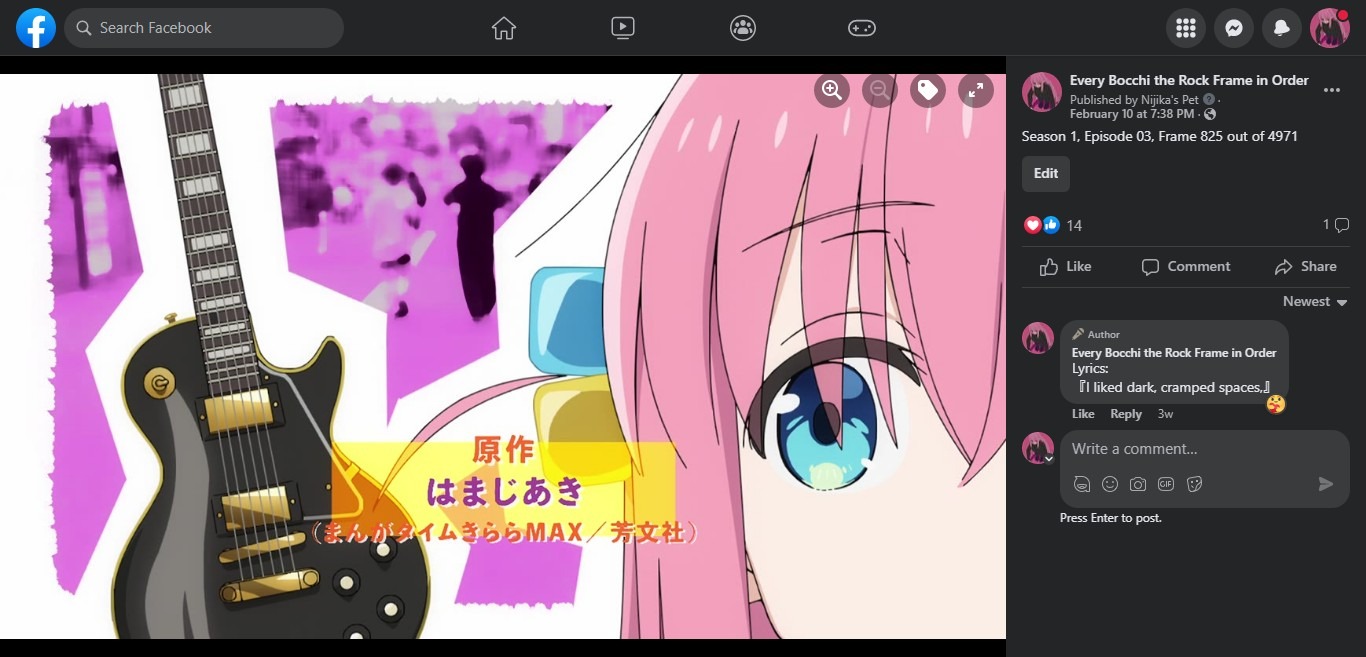 Search Facebook
原作
はまじあき
(まんがタイムきららMAX/芳文社)
Every Bocchi the Rock Frame in Order
Published by Nijika's Pet ·
February 10 at 7:38 PM ·
Season 1, Episode 03, Frame 825 out of 4971
Edit
14
1
Like
Comment
Share
Newest
Author
Every Bocchi the Rock Frame in Order
Lyrics:
『I liked dark, cramped spaces,』
Like Reply 3w
Write a comment...
GIF
Press Enter to post.